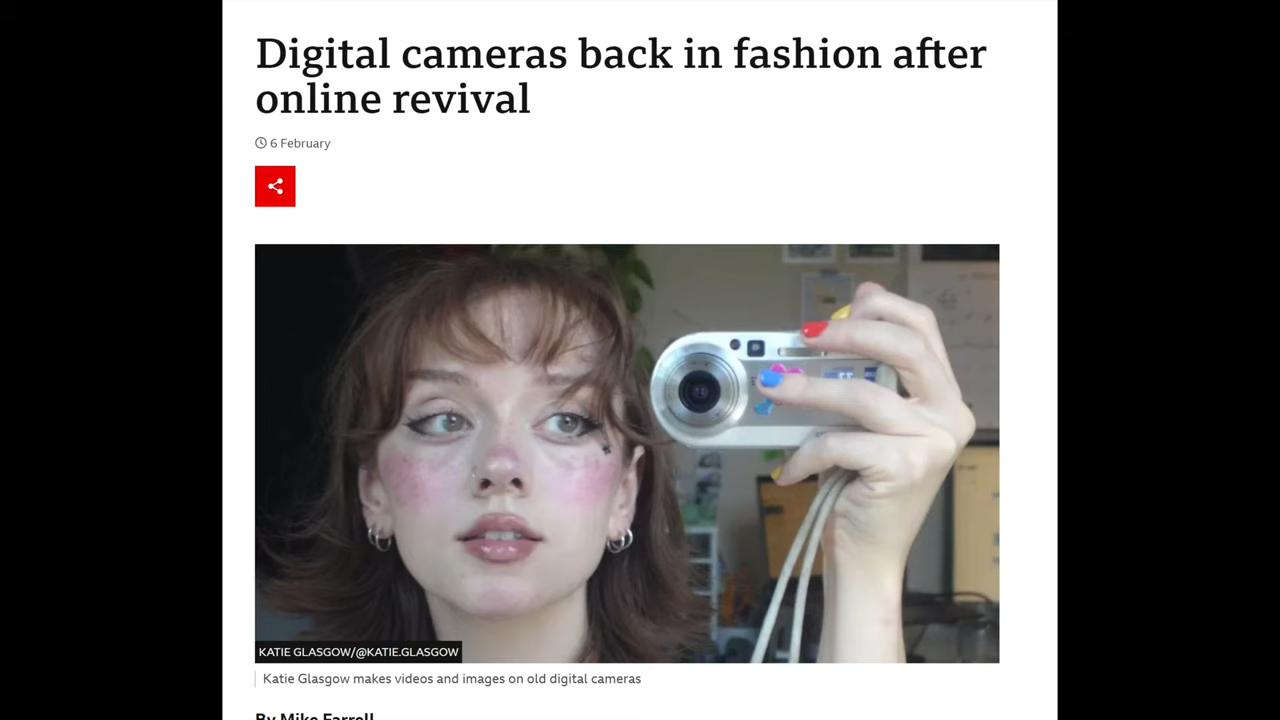 Digital cameras back in fashion after
online revival
6 February
KATIE GLASGOW/@KATIE.GLASGOW
Katie Glasgow makes videos and images on old digital cameras
By Mike Farrell